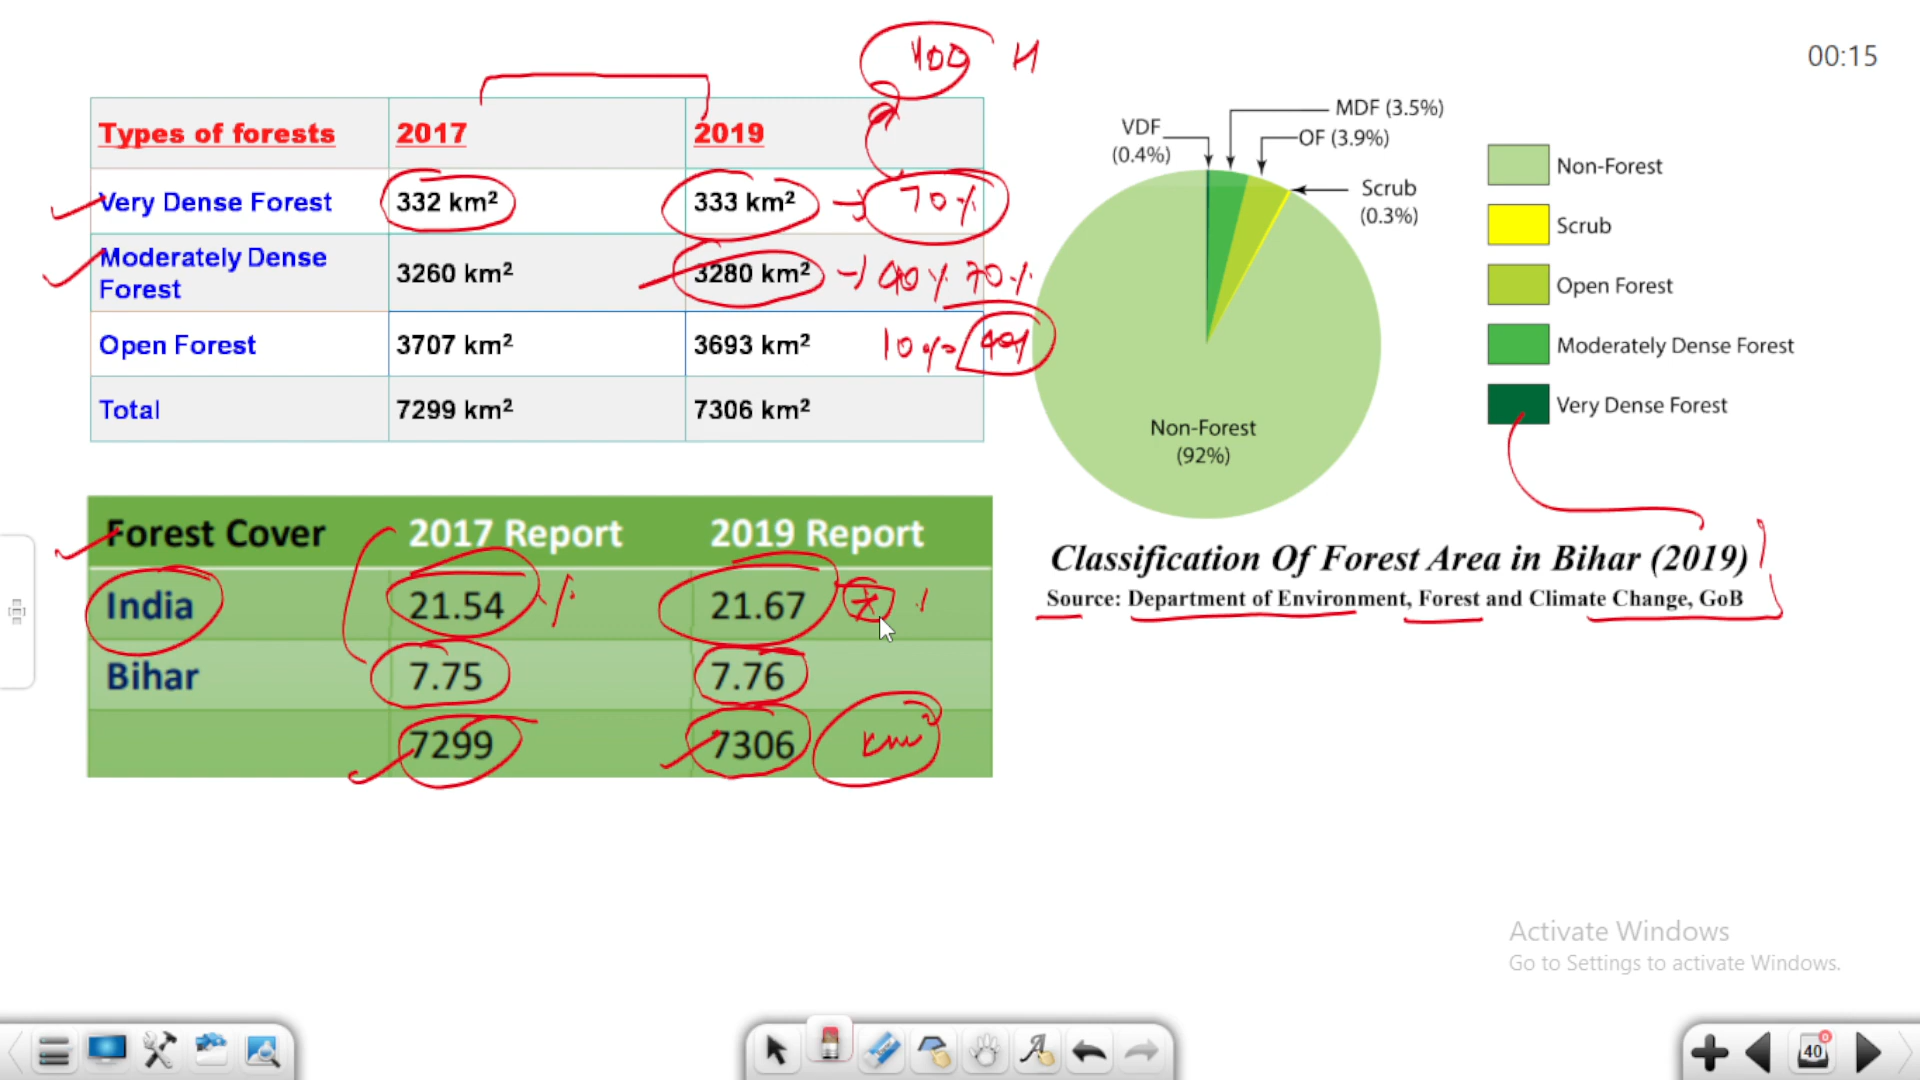 400
00:15
Types of forests 2017 2019
Very Dense Forest 332 km² 333 km² 70%
Moderately Dense Forest 3260 km² 3280 km² 40% 70%
Open Forest 3707 km² 3693 km² 10% 40%
Total 7299 km² 7306 km²
VDF
(0.4%)
MDF (3.5%)
OF (3.9%)
Scrub
(0.3%)
Non-Forest
(92%)
Non-Forest
Scrub
Open Forest
Moderately Dense Forest
Very Dense Forest
Classification Of Forest Area in Bihar (2019)
Source: Department of Environment, Forest and Climate Change, GoB
Forest Cover 2017 Report 2019 Report
India 21.54 % 21.67
Bihar 7.75 7.76
7299 7306 km²
Activate Windows
Go to Settings to activate Windows.
40